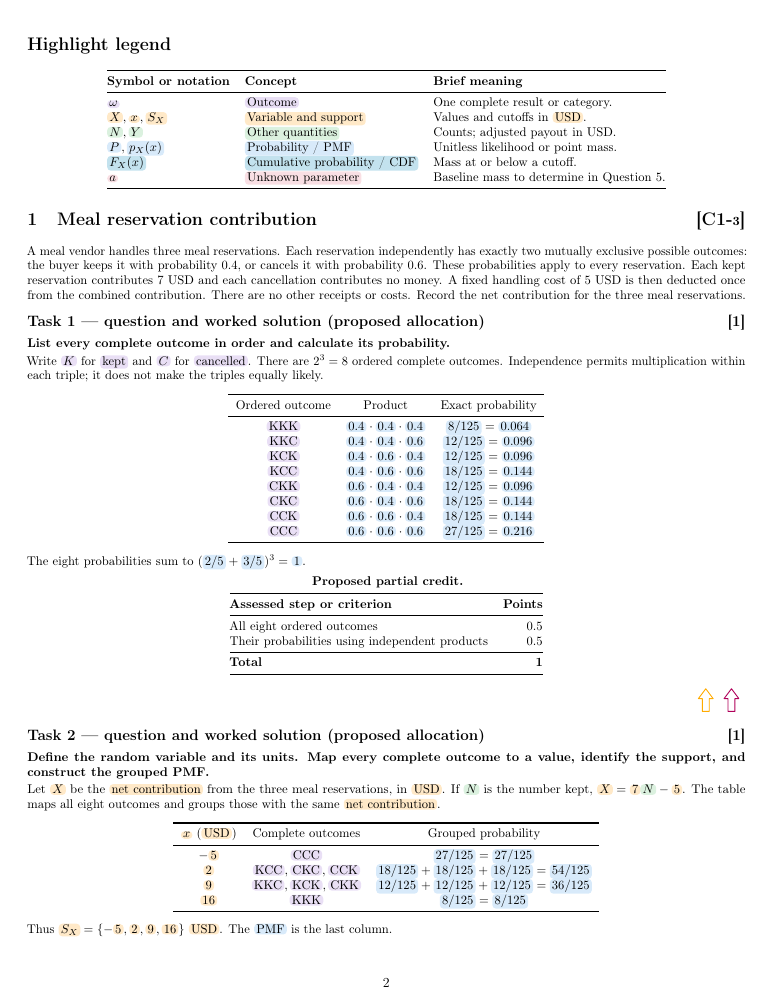 Highlight legend
Symbol or notation Concept Brief meaning
ω Outcome One complete result or category.
X, x, S_X Variable and support Values and cutoffs in USD.
N, Y Other quantities Counts; adjusted payout in USD.
P, p_X(x) Probability / PMF Unitless likelihood or point mass.
F_X(x) Cumulative probability / CDF Mass at or below a cutoff.
a Unknown parameter Baseline mass to determine in Question 5.
1 Meal reservation contribution [C1-3]
A meal vendor handles three meal reservations. Each reservation independently has exactly two mutually exclusive possible outcomes:
the buyer keeps it with probability 0.4, or cancels it with probability 0.6. These probabilities apply to every reservation. Each kept
reservation contributes 7 USD and each cancellation contributes no money. A fixed handling cost of 5 USD is then deducted once
from the combined contribution. There are no other receipts or costs. Record the net contribution for the three meal reservations.
Task 1 — question and worked solution (proposed allocation) [1]
List every complete outcome in order and calculate its probability.
Write K for kept and C for cancelled. There are 2³ = 8 ordered complete outcomes. Independence permits multiplication within
each triple; it does not make the triples equally likely.
Ordered outcome Product Exact probability
KKK 0.4 · 0.4 · 0.4 8/125 = 0.064
KKC 0.4 · 0.4 · 0.6 12/125 = 0.096
KCK 0.4 · 0.6 · 0.4 12/125 = 0.096
KCC 0.4 · 0.6 · 0.6 18/125 = 0.144
CKK 0.6 · 0.4 · 0.4 12/125 = 0.096
CKC 0.6 · 0.4 · 0.6 18/125 = 0.144
CCK 0.6 · 0.6 · 0.4 18/125 = 0.144
CCC 0.6 · 0.6 · 0.6 27/125 = 0.216
The eight probabilities sum to (2/5 + 3/5)³ = 1.
Proposed partial credit.
Assessed step or criterion Points
All eight ordered outcomes 0.5
Their probabilities using independent products 0.5
Total 1
Task 2 — question and worked solution (proposed allocation) [1]
Define the random variable and its units. Map every complete outcome to a value, identify the support, and
construct the grouped PMF.
Let X be the net contribution from the three meal reservations, in USD. If N is the number kept, X = 7N − 5. The table
maps all eight outcomes and groups those with the same net contribution.
x (USD) Complete outcomes Grouped probability
−5 CCC 27/125 = 27/125
2 KCC, CKC, CCK 18/125 + 18/125 + 18/125 = 54/125
9 KKC, KCK, CKK 12/125 + 12/125 + 12/125 = 36/125
16 KKK 8/125 = 8/125
Thus S_X = {−5, 2, 9, 16} USD. The PMF is the last column.
2